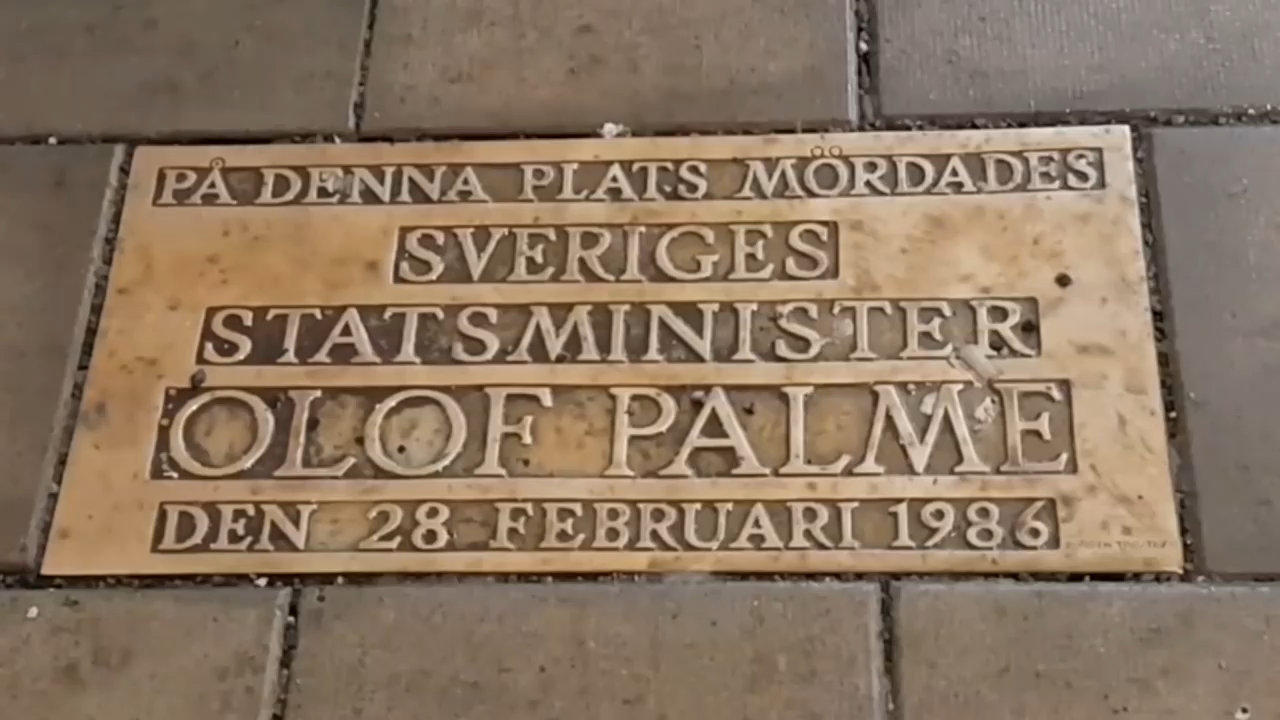 PÅ DENNA PLATS MÖRDADES
SVERIGES
STATSMINISTER
OLOF PALME
DEN 28 FEBRUARI 1986